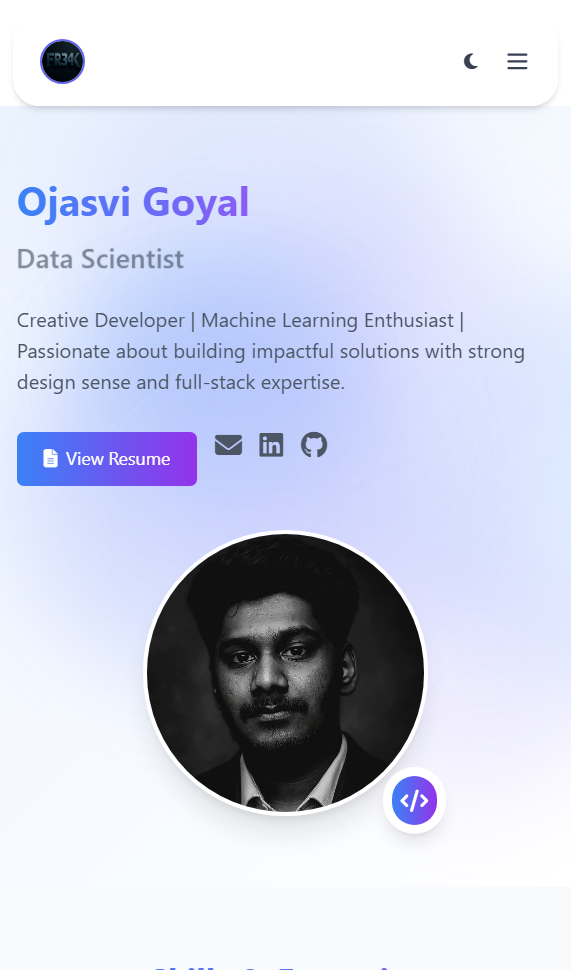 FR34K
Ojasvi Goyal
Data Scientist
Creative Developer | Machine Learning Enthusiast |
Passionate about building impactful solutions with strong
design sense and full-stack expertise.
View Resume